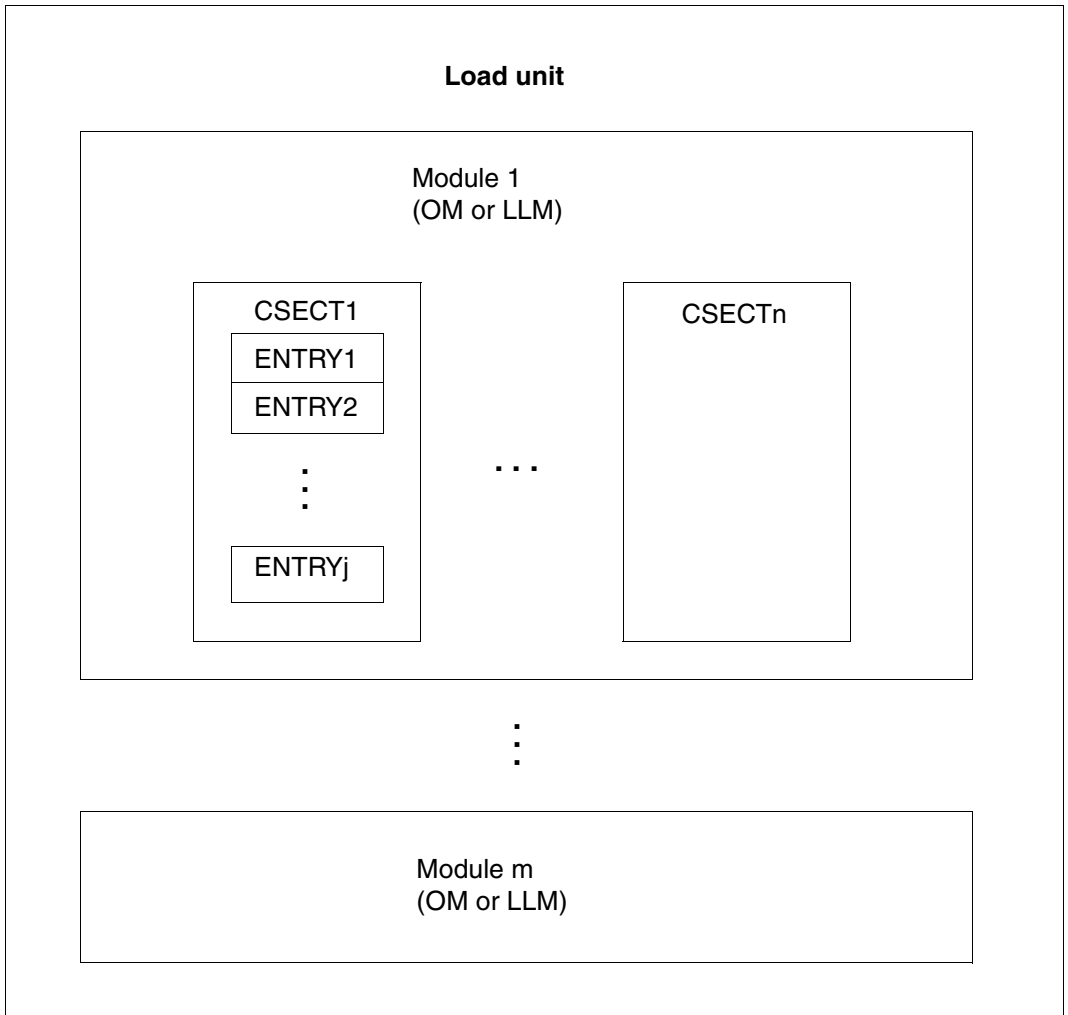 Load unit
Module 1
(OM or LLM)
CSECT1
CSECTn
ENTRY1
ENTRY2
. . .
ENTRYj
Module m
(OM or LLM)